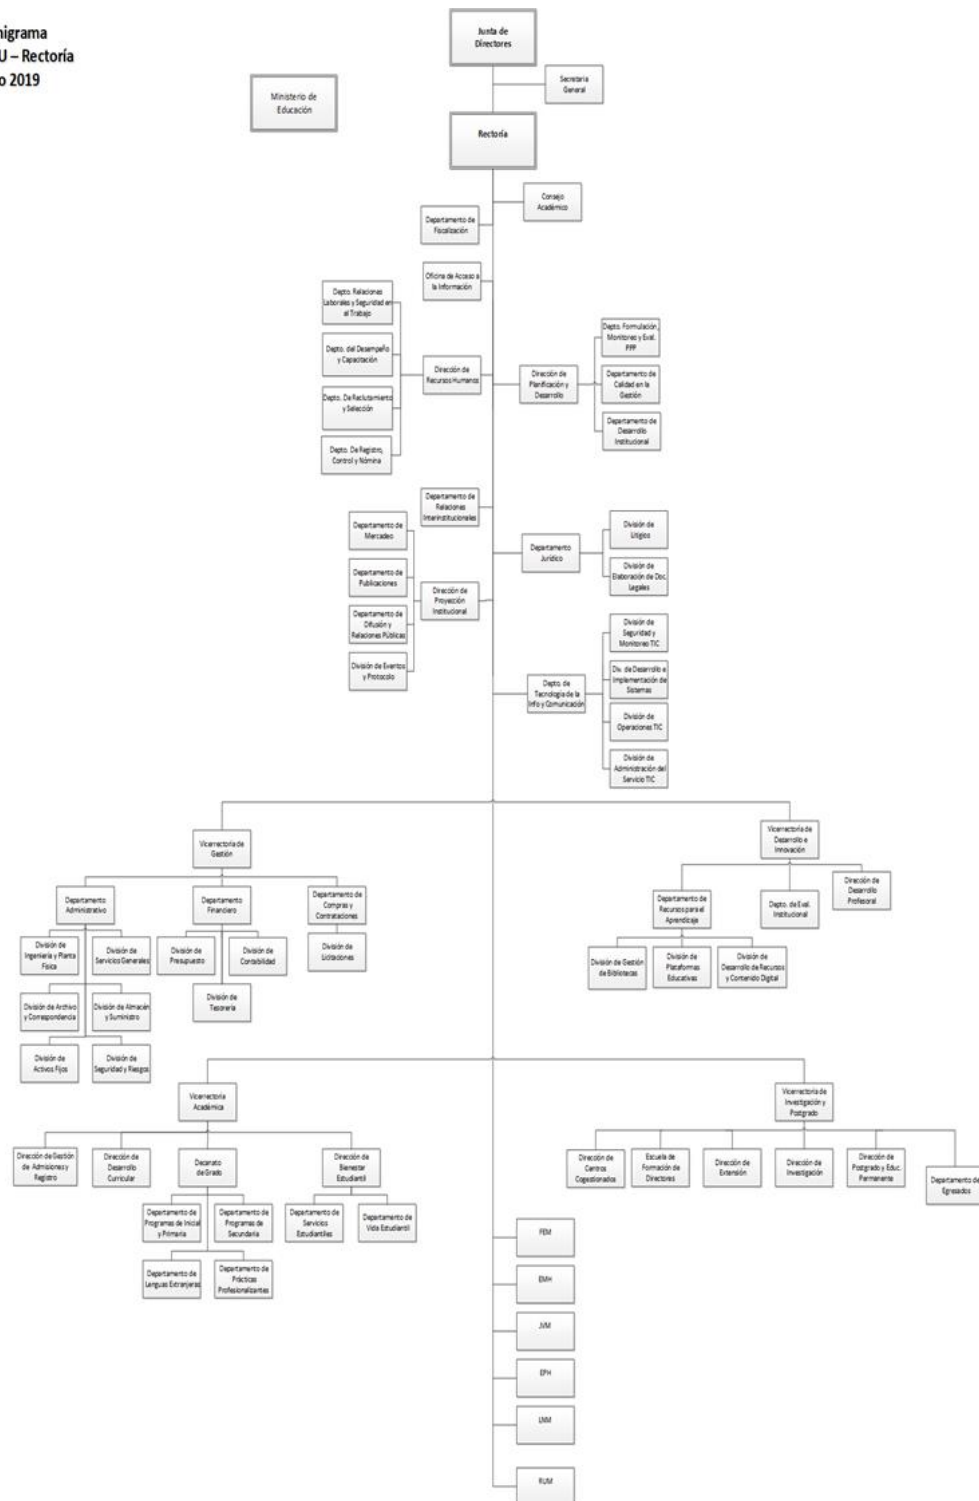 nigrama
U – Rectoría
o 2019
Junta de
Directores
Secretaria
General
Ministerio de
Educación
Rectoría
Consejo
Académico
Departamento de
Fiscalización
Oficina de Acceso a
la Información
Depto. Relaciones
Laborales y Seguridad en
el Trabajo
Depto. del Desempeño
y Capacitación
Depto. De Reclutamiento
y Selección
Depto. De Registro,
Control y Nómina
Dirección de
Recursos Humanos
Dirección de
Planificación y
Desarrollo
Depto. Formulación,
Monitoreo y Eval.
PPP
Departamento de
Calidad en la
Gestión
Departamento de
Desarrollo
Institucional
Departamento de
Relaciones
Interinstitucionales
Departamento de
Mercadeo
Departamento de
Publicaciones
Departamento de
Difusión y
Relaciones Públicas
División de Eventos
y Protocolo
Dirección de
Proyección
Institucional
Departamento
Jurídico
División de
Litigios
División de
Elaboración de Doc.
Legales
Depto. de
Tecnología de la
Info y Comunicación
División de
Seguridad y
Monitoreo TIC
Div. de Desarrollo e
Implementación de
Sistemas
División de
Operaciones TIC
División de
Administración del
Servicio TIC
Vicerrectoría de
Gestión
Departamento
Administrativo
División de
Ingeniería y Planta
Física
División de
Servicios Generales
División de Archivo
y Correspondencia
División de Almacén
y Suministro
División de
Activos Fijos
División de
Seguridad y Riesgos
Departamento
Financiero
División de
Presupuesto
División de
Contabilidad
División de
Tesorería
Departamento de
Compras y
Contrataciones
División de
Licitaciones
Vicerrectoría de
Desarrollo e
Innovación
Departamento de
Recursos para el
Aprendizaje
División de Gestión
de Bibliotecas
División de
Plataformas
Educativas
División de
Desarrollo de Recursos
y Contenido Digital
Depto. de Eval.
Institucional
Dirección de
Desarrollo
Profesoral
Vicerrectoría
Académica
Dirección de Gestión
de Admisiones y
Registro
Dirección de
Desarrollo
Curricular
Decanato
de Grado
Departamento de
Programas de Inicial
y Primaria
Departamento de
Programas de
Secundaria
Departamento de
Lenguas Extranjeras
Departamento de
Prácticas
Profesionalizantes
Dirección de
Bienestar
Estudiantil
Departamento de
Servicios
Estudiantiles
Departamento de
Vida Estudiantil
Vicerrectoría de
Investigación y
Postgrado
Dirección de
Centros
Cogestionados
Escuela de
Formación de
Directores
Dirección de
Extensión
Dirección de
Investigación
Dirección de
Postgrado y Educ.
Permanente
Departamento de
Egresados
FEM
EMH
JVM
EPH
LNM
RUM